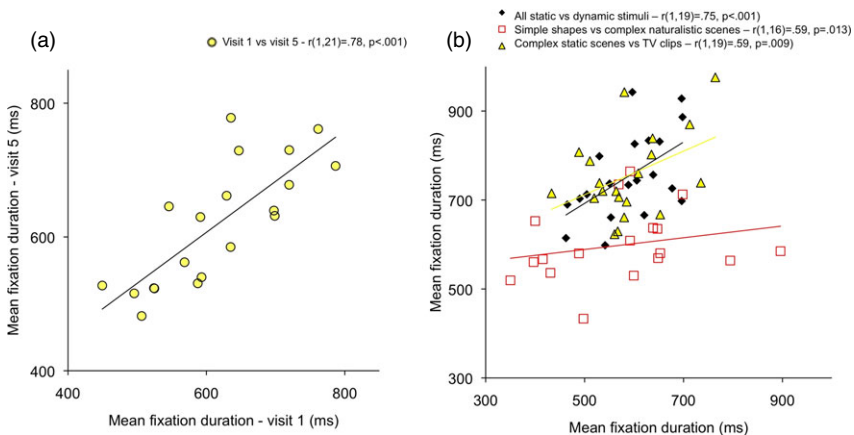 (a)
Visit 1 vs visit 5 - r(1,21)=.78, p<.001)
800
600
400
Mean fixation duration - visit 5 (ms)
400 600 800
Mean fixation duration - visit 1 (ms)
(b)
All static vs dynamic stimuli – r(1,19)=.75, p<.001)
Simple shapes vs complex naturalistic scenes – r(1,16)=.59, p=.013)
Complex static scenes vs TV clips – r(1,19)=.59, p=.009)
900
700
500
300
Mean fixation duration (ms)
300 500 700 900
Mean fixation duration (ms)